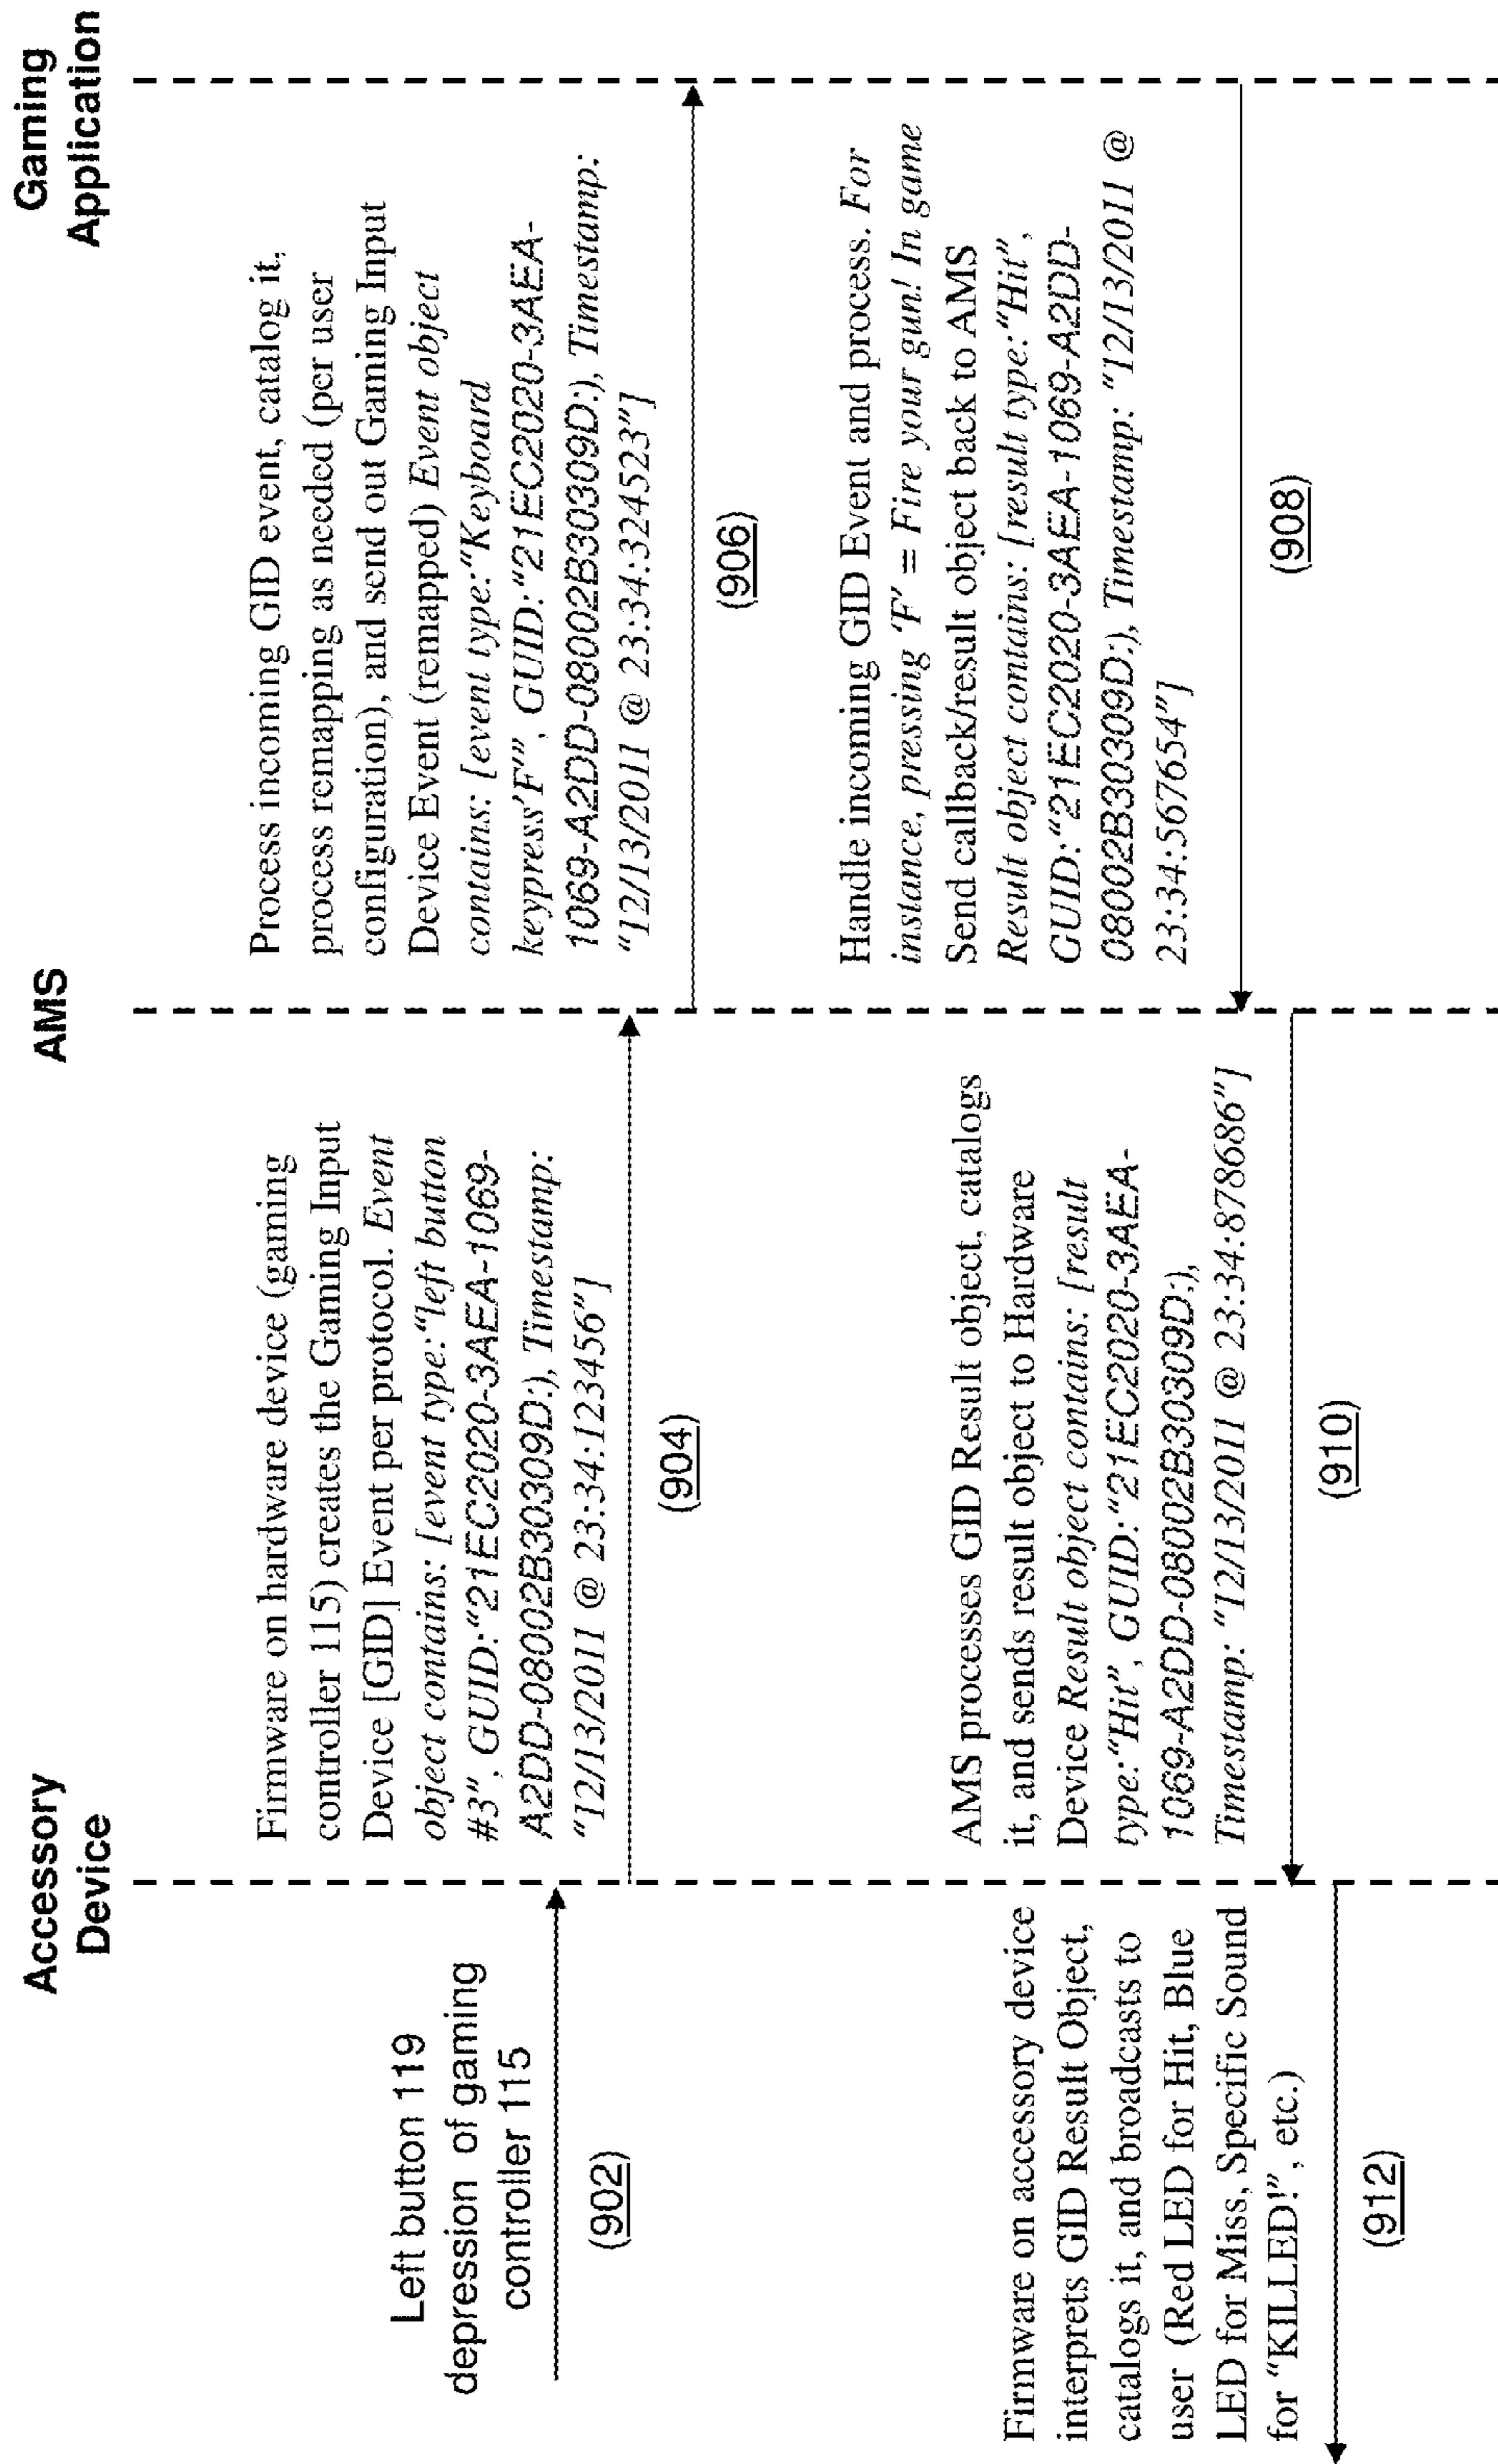 Accessory
Device
AMS
Gaming
Application
Left button 119
depression of gaming
controller 115
(902)
Firmware on hardware device (gaming
controller 115) creates the Gaming Input
Device [GID] Event per protocol. Event
object contains: [event type:"left button
#3", GUID:"21EC2020-3AEA-1069-
A2DD-08002B30309D:), Timestamp:
"12/13/2011 @ 23:34:123456"]
(904)
Process incoming GID event, catalog it,
process remapping as needed (per user
configuration), and send out Gaming Input
Device Event (remapped) Event object
contains: [event type:"Keyboard
keypress'F'", GUID:"21EC2020-3AEA-
1069-A2DD-08002B30309D:), Timestamp:
"12/13/2011 @ 23:34:324523"]
(906)
Handle incoming GID Event and process. For
instance, pressing 'F' = Fire your gun! In game
Send callback/result object back to AMS
Result object contains: [result type:"Hit",
GUID:"21EC2020-3AEA-1069-A2DD-
08002B30309D:), Timestamp: "12/13/2011 @
23:34:567654"]
(908)
AMS processes GID Result object, catalogs
it, and sends result object to Hardware
Device Result object contains: [result
type:"Hit", GUID:"21EC2020-3AEA-
1069-A2DD-08002B30309D:),
Timestamp: "12/13/2011 @ 23:34:878686"]
(910)
Firmware on accessory device
interprets GID Result Object,
catalogs it, and broadcasts to
user (Red LED for Hit, Blue
LED for Miss, Specific Sound
for "KILLED!", etc.)
(912)